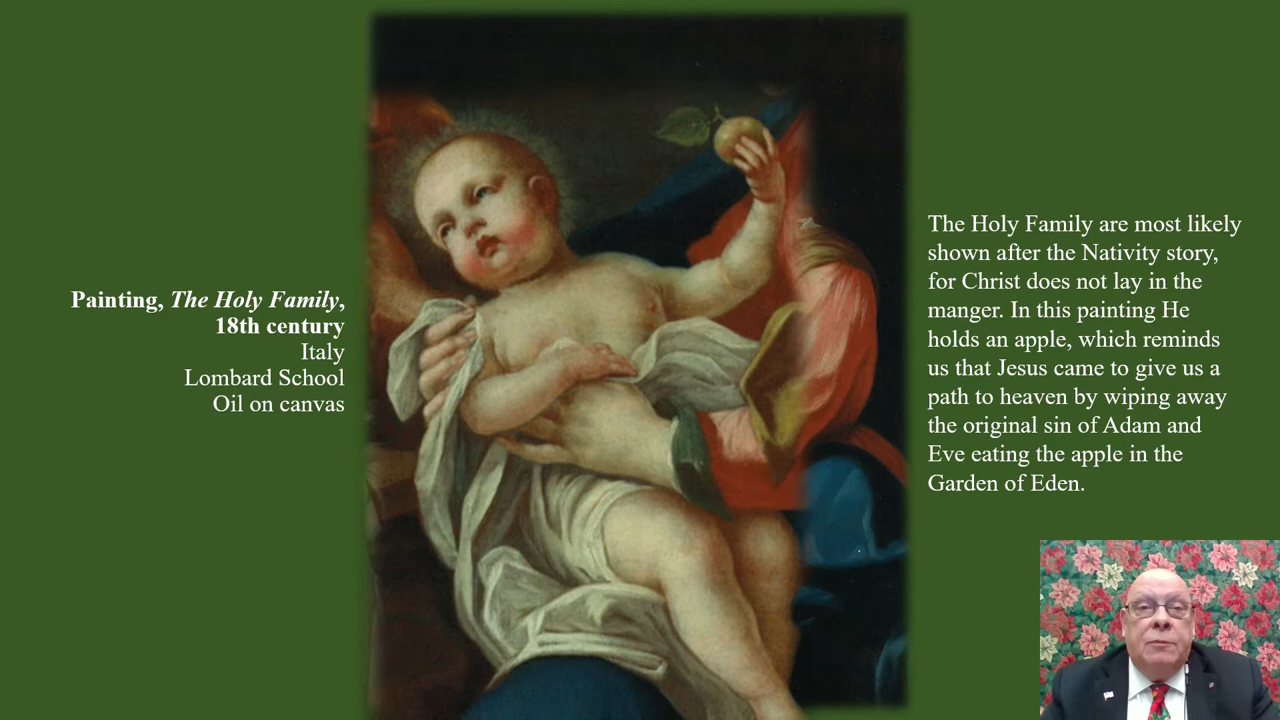 Painting, The Holy Family,
18th century
Italy
Lombard School
Oil on canvas
The Holy Family are most likely
shown after the Nativity story,
for Christ does not lay in the
manger. In this painting He
holds an apple, which reminds
us that Jesus came to give us a
path to heaven by wiping away
the original sin of Adam and
Eve eating the apple in the
Garden of Eden.